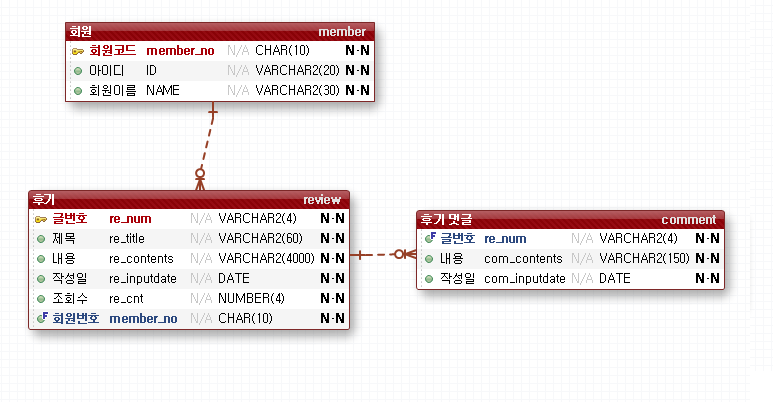 회원 member
회원코드 member_no N/A CHAR(10) N-N
아이디 ID N/A VARCHAR2(20) N-N
회원이름 NAME N/A VARCHAR2(30) N-N
후기 review
글번호 re_num N/A VARCHAR2(4) N-N
제목 re_title N/A VARCHAR2(60) N-N
내용 re_contents N/A VARCHAR2(4000) N-N
작성일 re_inputdate N/A DATE N-N
조회수 re_cnt N/A NUMBER(4) N-N
F 회원번호 member_no N/A CHAR(10) N-N
후기 댓글 comment
F 글번호 re_num N/A VARCHAR2(4) N-N
내용 com_contents N/A VARCHAR2(150) N-N
작성일 com_inputdate N/A DATE N-N